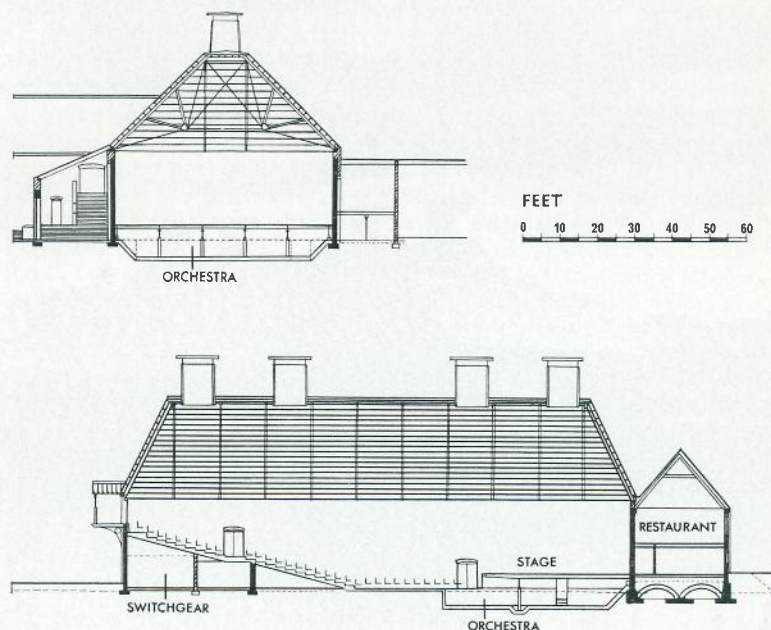 FEET
0 10 20 30 40 50 60
ORCHESTRA
RESTAURANT
STAGE
SWITCHGEAR
ORCHESTRA